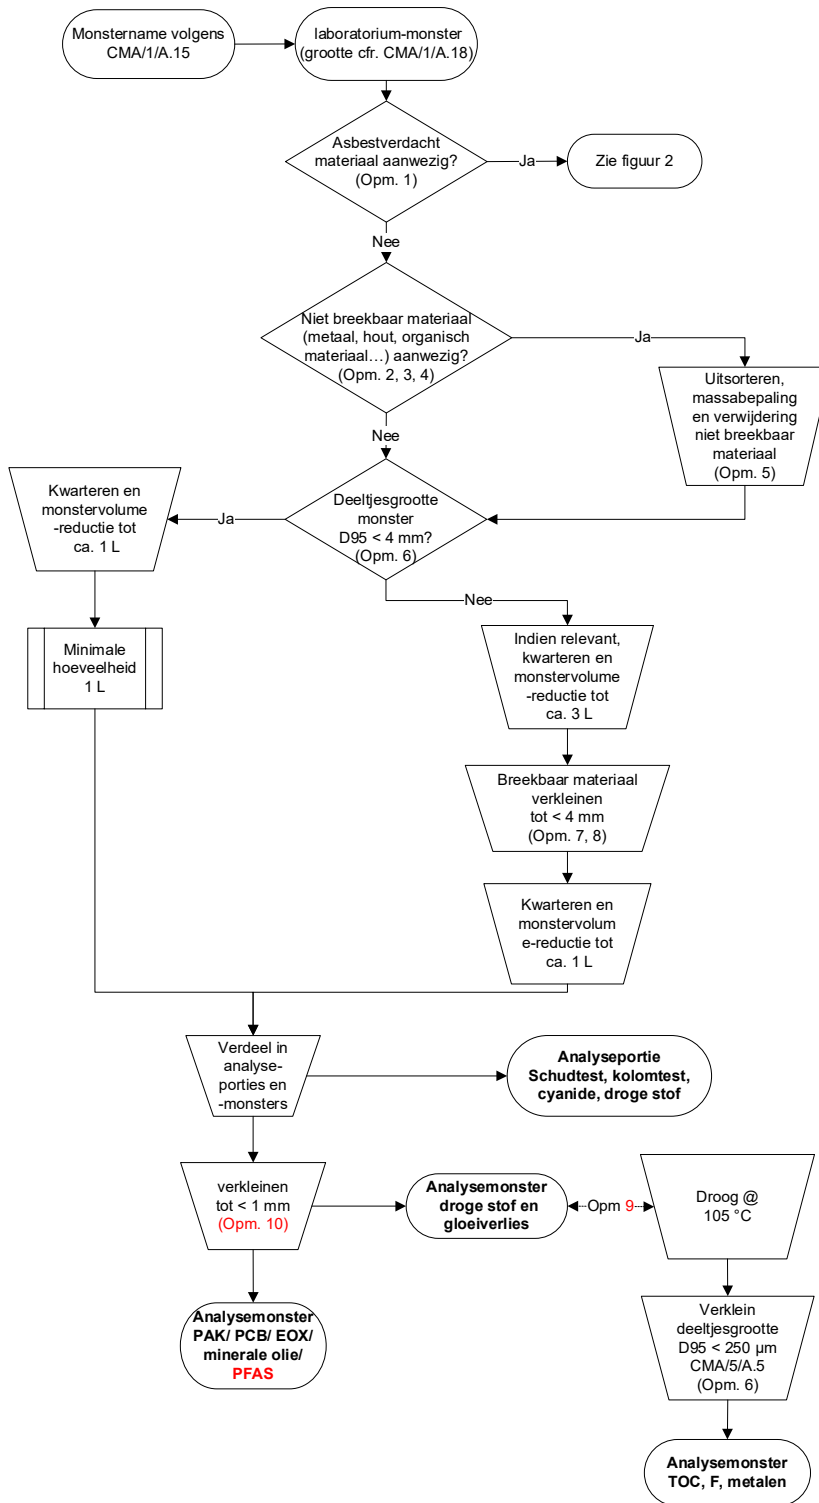 Monstername volgens
CMA/1/A.15
laboratorium-monster
(grootte cfr. CMA/1/A.18)
Asbestverdacht
materiaal aanwezig?
(Opm. 1)
Ja
Zie figuur 2
Nee
Niet breekbaar materiaal
(metaal, hout, organisch
materiaal…) aanwezig?
(Opm. 2, 3, 4)
Ja
Uitsorteren,
massabepaling
en verwijdering
niet breekbaar
materiaal
(Opm. 5)
Nee
Deeltjesgrootte
monster
D95 < 4 mm?
(Opm. 6)
Ja
Kwarteren en
monstervolume
-reductie tot
ca. 1 L
Minimale
hoeveelheid
1 L
Nee
Indien relevant,
kwarteren en
monstervolume
-reductie tot
ca. 3 L
Breekbaar materiaal
verkleinen
tot < 4 mm
(Opm. 7, 8)
Kwarteren en
monstervolum
e-reductie tot
ca. 1 L
Verdeel in
analyse-
porties en
-monsters
Analyseportie
Schudtest, kolomtest,
cyanide, droge stof
verkleinen
tot < 1 mm
(Opm. 10)
Analysemonster
droge stof en
gloeiverlies
Opm 9
Droog @
105 °C
Analysemonster
PAK/ PCB/ EOX/
minerale olie/
PFAS
Verklein
deeltjesgrootte
D95 < 250 µm
CMA/5/A.5
(Opm. 6)
Analysemonster
TOC, F, metalen